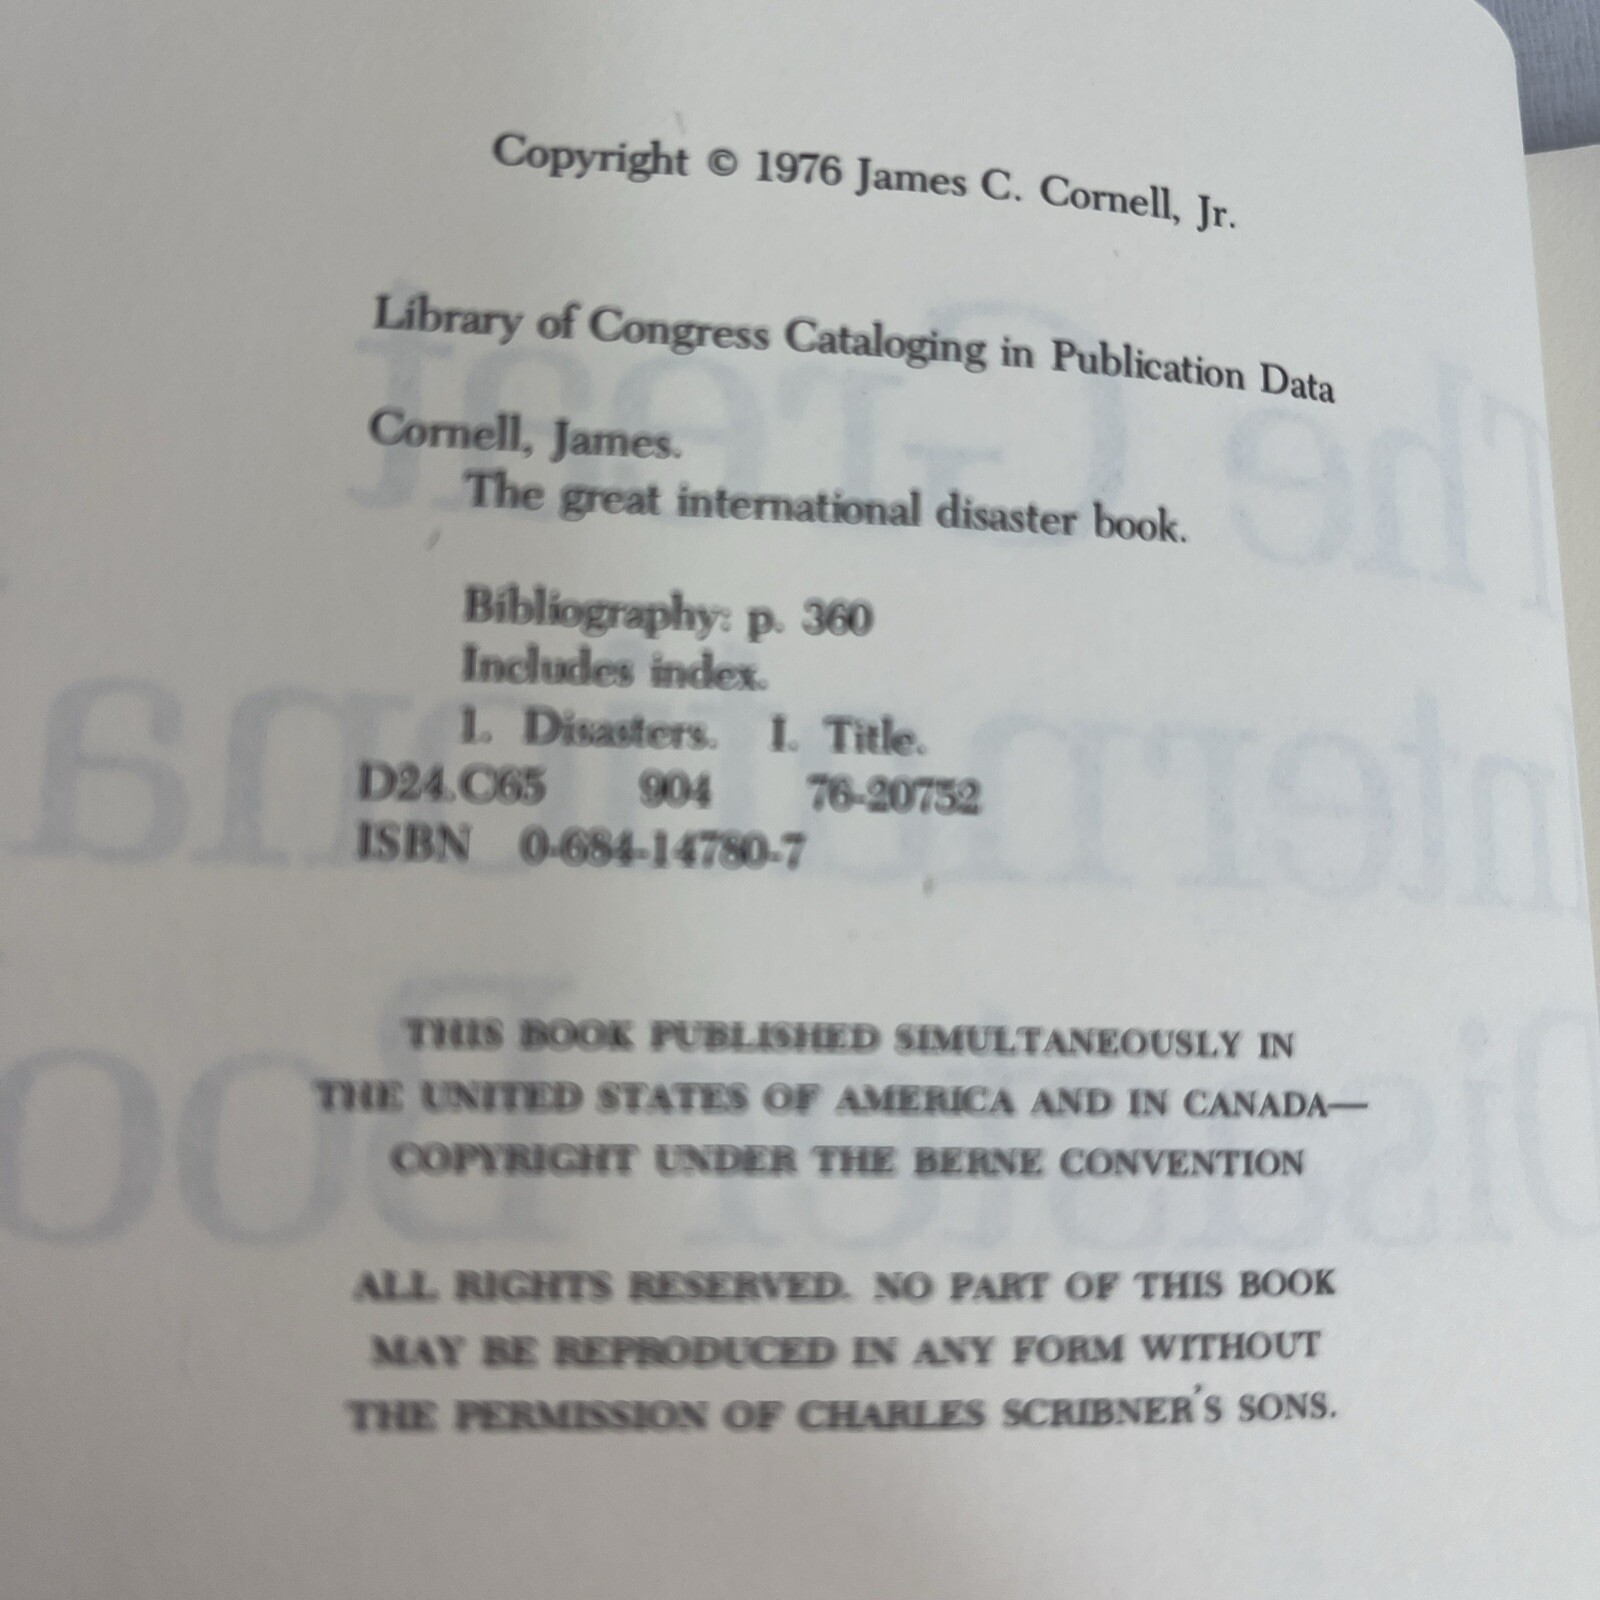 Copyright © 1976 James C. Cornell, Jr.
Library of Congress Cataloging in Publication Data
Cornell, James.
The great international disaster book.
Bibliography: p. 360
Includes index.
1. Disasters. I. Title.
D24.C65 904 76-20752
ISBN 0-684-14780-7
THIS BOOK PUBLISHED SIMULTANEOUSLY IN
THE UNITED STATES OF AMERICA AND IN CANADA—
COPYRIGHT UNDER THE BERNE CONVENTION
ALL RIGHTS RESERVED. NO PART OF THIS BOOK
MAY BE REPRODUCED IN ANY FORM WITHOUT
THE PERMISSION OF CHARLES SCRIBNER'S SONS.